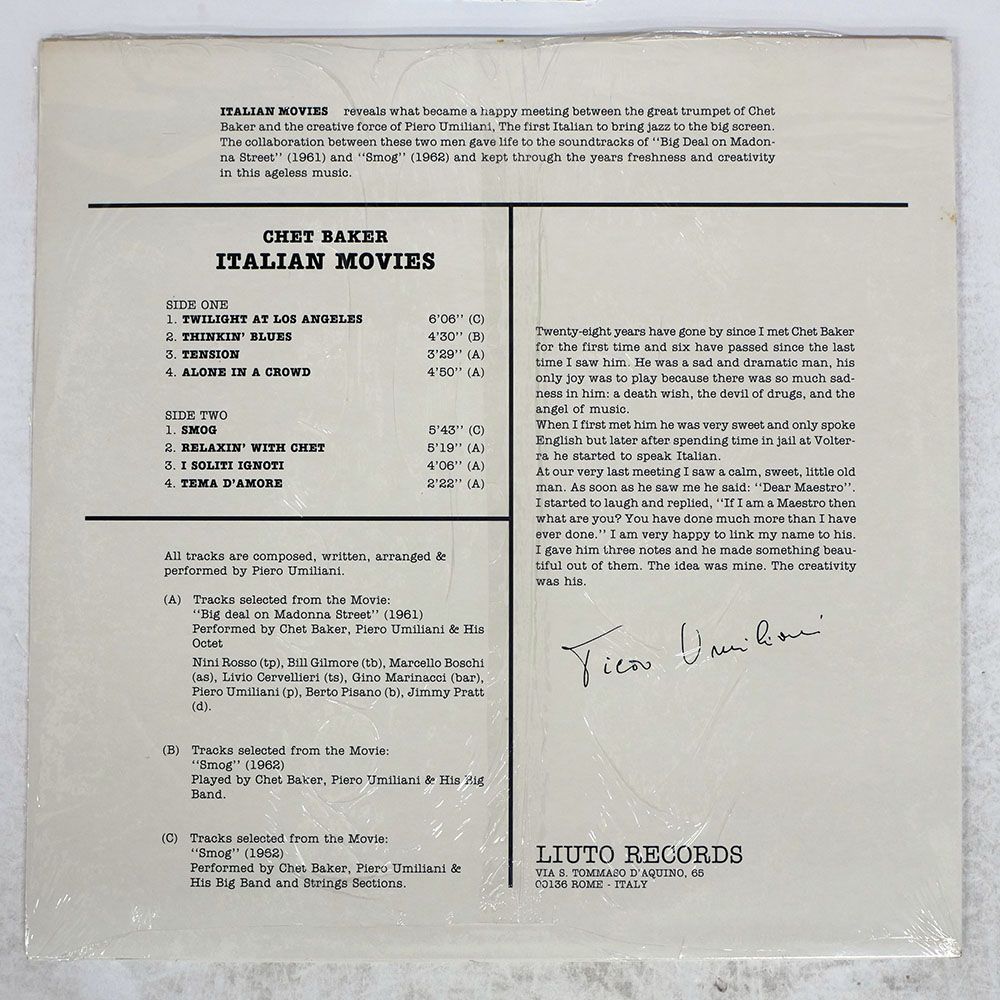 ITALIAN MOVIES reveals what became a happy meeting between the great trumpet of Chet
Baker and the creative force of Piero Umiliani, The first Italian to bring jazz to the big screen.
The collaboration between these two men gave life to the soundtracks of "Big Deal on Madon-
na Street" (1961) and "Smog" (1962) and kept through the years freshness and creativity
in this ageless music.
CHET BAKER
ITALIAN MOVIES
SIDE ONE
1. TWILIGHT AT LOS ANGELES 6'06'' (C)
2. THINKIN' BLUES 4'30'' (B)
3. TENSION 3'29'' (A)
4. ALONE IN A CROWD 4'50'' (A)
SIDE TWO
1. SMOG 5'43'' (C)
2. RELAXIN' WITH CHET 5'19'' (A)
3. I SOLITI IGNOTI 4'06'' (A)
4. TEMA D'AMORE 2'22'' (A)
All tracks are composed, written, arranged &
performed by Piero Umiliani.
(A) Tracks selected from the Movie:
"Big deal on Madonna Street" (1961)
Performed by Chet Baker, Piero Umiliani & His
Octet
Nini Rosso (tp), Bill Gilmore (tb), Marcello Boschi
(as), Livio Cervellieri (ts), Gino Marinacci (bar),
Piero Umiliani (p), Berto Pisano (b), Jimmy Pratt
(d).
(B) Tracks selected from the Movie:
"Smog" (1962)
Played by Chet Baker, Piero Umiliani & His Big
Band.
(C) Tracks selected from the Movie:
"Smog" (1962)
Performed by Chet Baker, Piero Umiliani &
His Big Band and Strings Sections.
Twenty-eight years have gone by since I met Chet Baker
for the first time and six have passed since the last
time I saw him. He was a sad and dramatic man, his
only joy was to play because there was so much sad-
ness in him: a death wish, the devil of drugs, and the
angel of music.
When I first met him he was very sweet and only spoke
English but later after spending time in jail at Volter-
ra he started to speak Italian.
At our very last meeting I saw a calm, sweet, little old
man. As soon as he saw me he said: "Dear Maestro".
I started to laugh and replied, "If I am a Maestro then
what are you? You have done much more than I have
ever done." I am very happy to link my name to his.
I gave him three notes and he made something beau-
tiful out of them. The idea was mine. The creativity
was his.
Piero Umiliani
LIUTO RECORDS
VIA S. TOMMASO D'AQUINO, 65
00136 ROME - ITALY